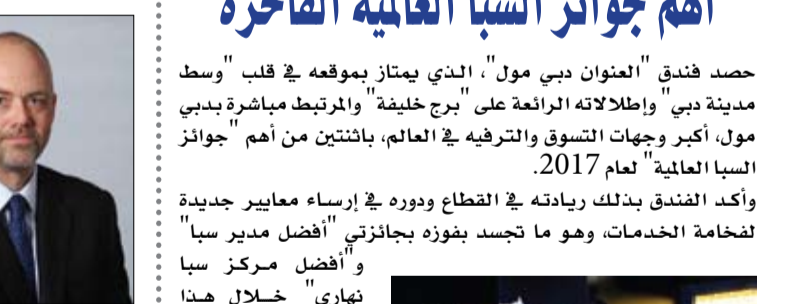 أهم جوائز السبا العالمية الفاخرة
حصد فندق "العنوان دبي مول"، الذي يمتاز بموقعه في قلب "وسط
مدينة دبي" وإطلالاته الرائعة على "برج خليفة" والمرتبط مباشرة بدبي
مول، أكبر وجهات التسوق والترفيه في العالم، باثنتين من أهم "جوائز
السبا العالمية" لعام 2017.
وأكد الفندق بذلك ريادته في القطاع ودوره في إرساء معايير جديدة
لفخامة الخدمات، وهو ما تجسد بفوزه بجائزتي "أفضل مدير سبا"
و"أفضل مركز سبا
نهاري" خلال هذا